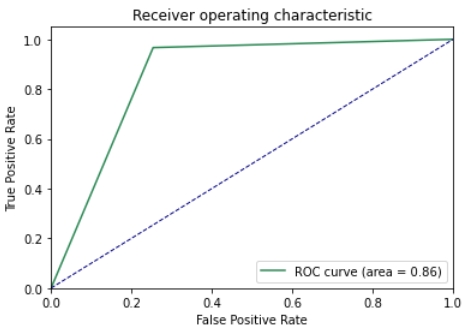 Receiver operating characteristic
True Positive Rate
1.0
0.8
0.6
0.4
0.2
0.0
ROC curve (area = 0.86)
0.0 0.2 0.4 0.6 0.8 1.0
False Positive Rate